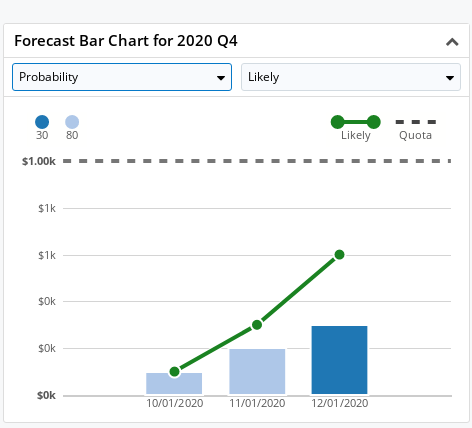 Forecast Bar Chart for 2020 Q4
Probability
Likely
30 80 Likely Quota
$1.00k
$1k
$1k
$0k
$0k
$0k
10/01/2020 11/01/2020 12/01/2020